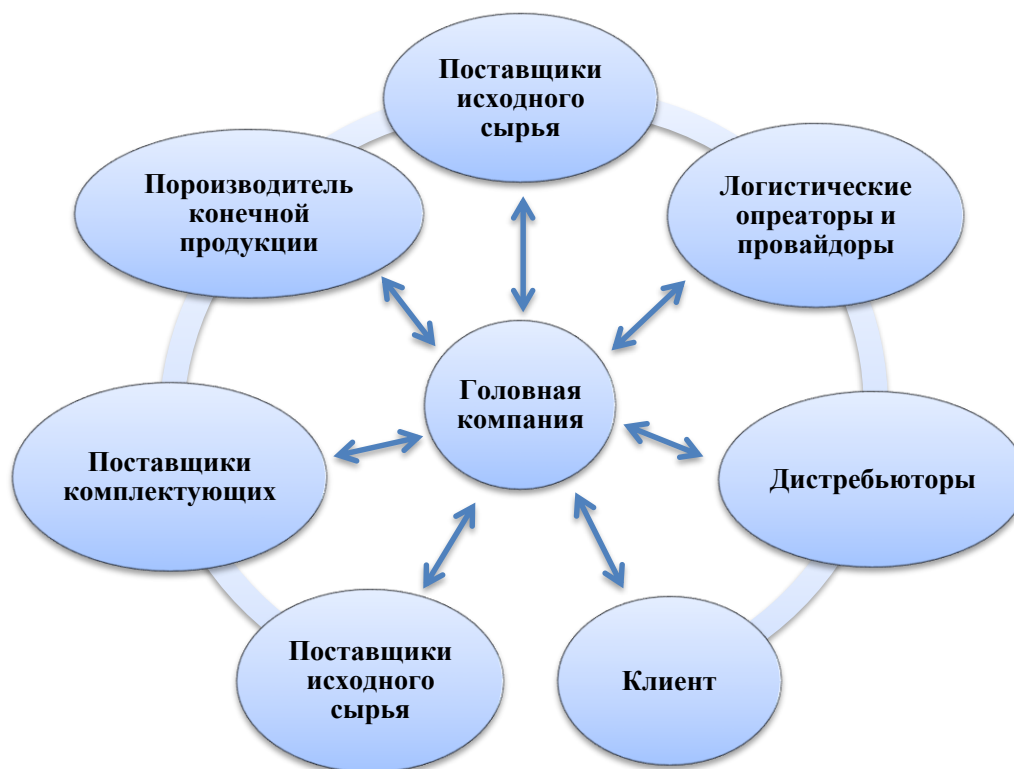 Поставщики
исходного
сырья
Пороизводитель
конечной
продукции
Логистические
опреаторы и
провайдоры
Головная
компания
Поставщики
комплектующих
Дистребьюторы
Поставщики
исходного
сырья
Клиент